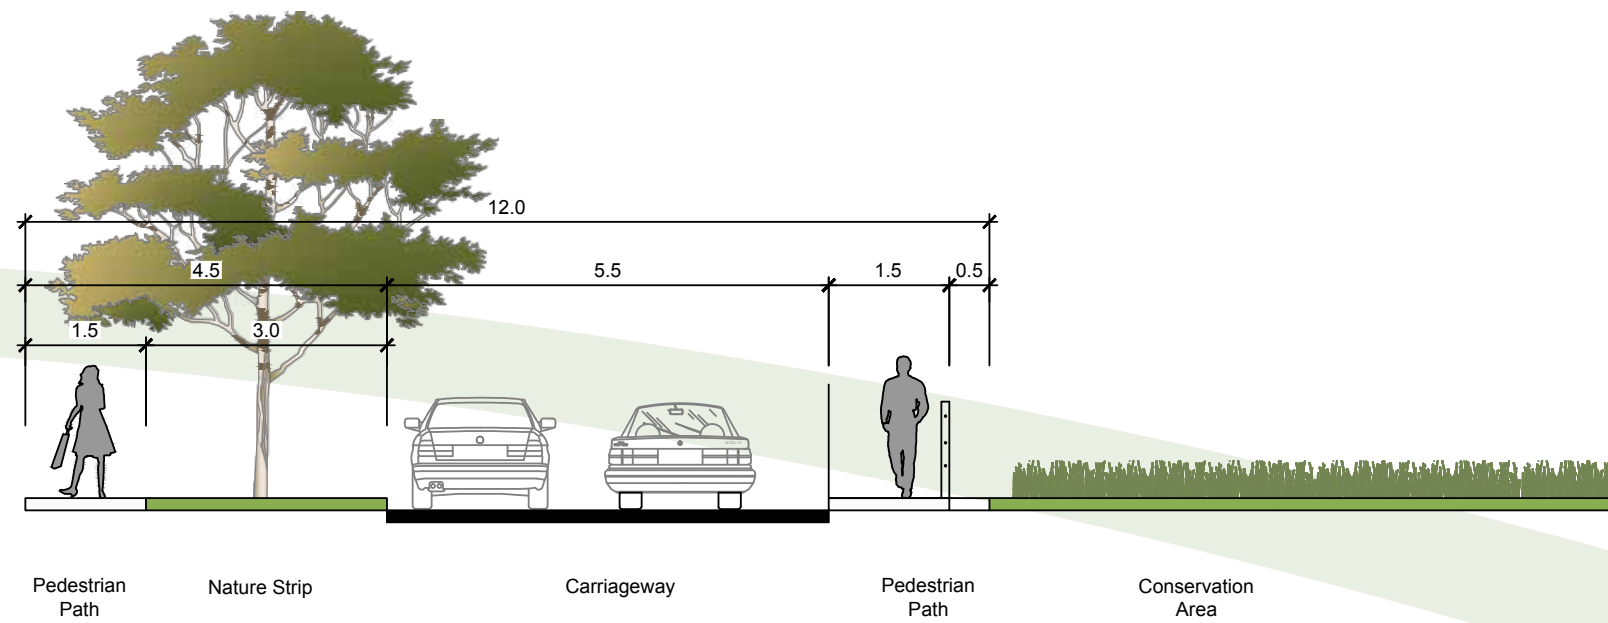 12.0
4.5
5.5
1.5
0.5
1.5
3.0
Pedestrian
Path
Nature Strip
Carriageway
Pedestrian
Path
Conservation
Area